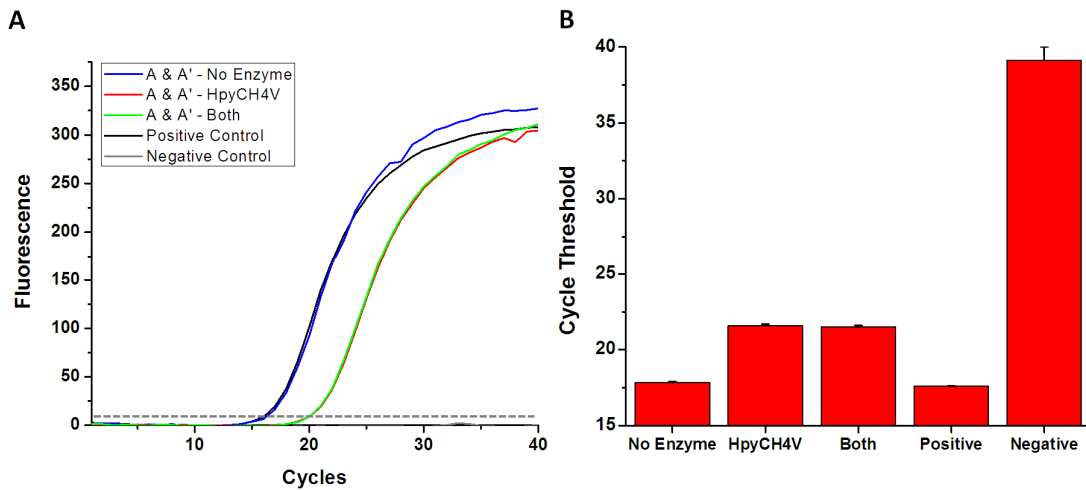 A
A & A' - No Enzyme
A & A' - HpyCH4V
A & A' - Both
Positive Control
Negative Control
350
300
250
200
150
100
50
0
Fluorescence
10
20
30
40
Cycles
B
40
35
30
25
20
15
Cycle Threshold
No Enzyme
HpyCH4V
Both
Positive
Negative